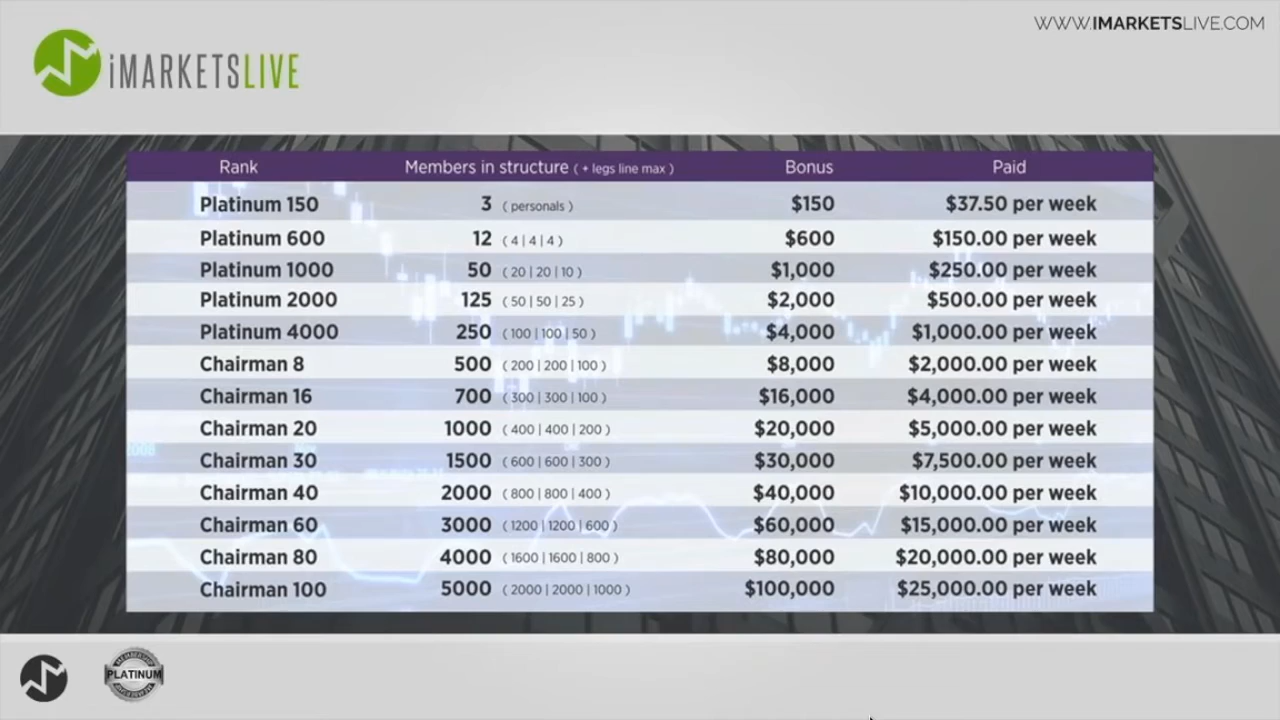 WWW.IMARKETSLIVE.COM
iMARKETSLIVE
Rank Members in structure ( + legs line max ) Bonus Paid
Platinum 150 3 ( personals ) $150 $37.50 per week
Platinum 600 12 ( 4 | 4 | 4 ) $600 $150.00 per week
Platinum 1000 50 ( 20 | 20 | 10 ) $1,000 $250.00 per week
Platinum 2000 125 ( 50 | 50 | 25 ) $2,000 $500.00 per week
Platinum 4000 250 ( 100 | 100 | 50 ) $4,000 $1,000.00 per week
Chairman 8 500 ( 200 | 200 | 100 ) $8,000 $2,000.00 per week
Chairman 16 700 ( 300 | 300 | 100 ) $16,000 $4,000.00 per week
Chairman 20 1000 ( 400 | 400 | 200 ) $20,000 $5,000.00 per week
Chairman 30 1500 ( 600 | 600 | 300 ) $30,000 $7,500.00 per week
Chairman 40 2000 ( 800 | 800 | 400 ) $40,000 $10,000.00 per week
Chairman 60 3000 ( 1200 | 1200 | 600 ) $60,000 $15,000.00 per week
Chairman 80 4000 ( 1600 | 1600 | 800 ) $80,000 $20,000.00 per week
Chairman 100 5000 ( 2000 | 2000 | 1000 ) $100,000 $25,000.00 per week
PLATINUM